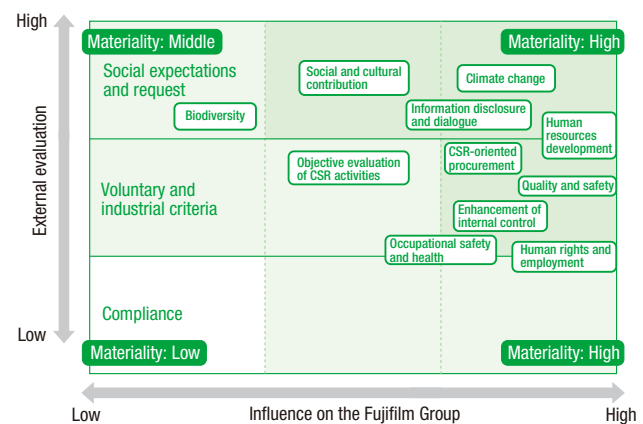 High
Materiality: Middle
Materiality: High
Social expectations
and request
Social and cultural
contribution
Climate change
Biodiversity
Information disclosure
and dialogue
Human
resources
development
External evaluation
Voluntary and
industrial criteria
Objective evaluation
of CSR activities
CSR-oriented
procurement
Quality and safety
Enhancement of
internal control
Occupational safety
and health
Human rights and
employment
Compliance
Low
Materiality: Low
Materiality: High
Low
Influence on the Fujifilm Group
High